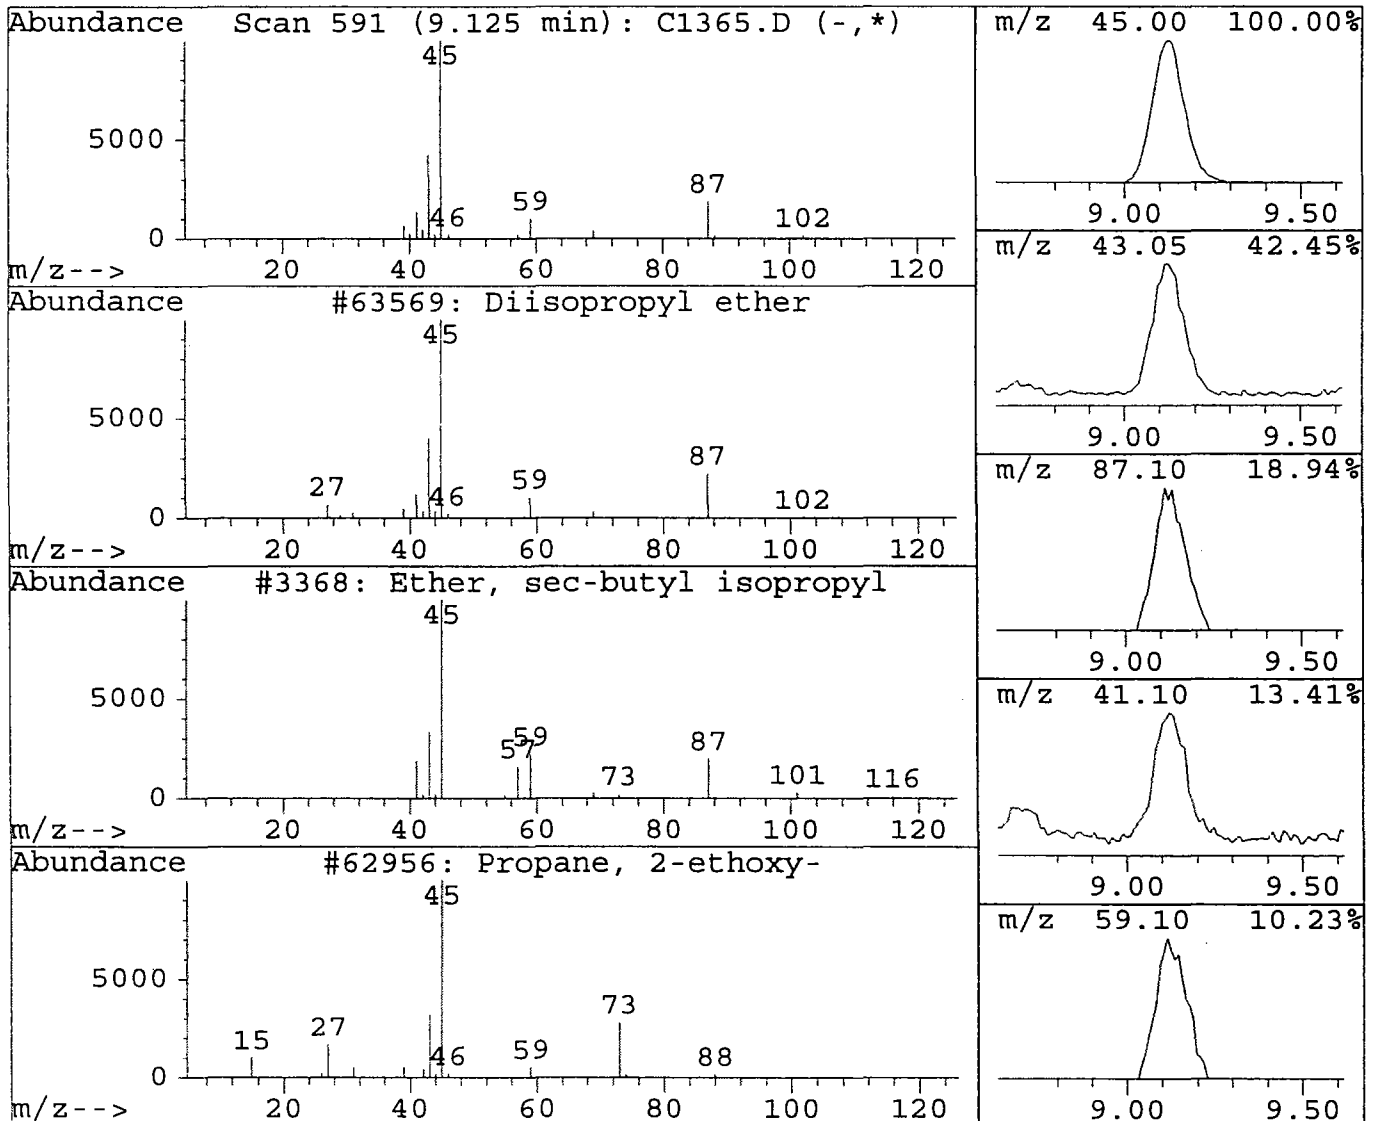 Abundance Scan 591 (9.125 min): C1365.D (-,*)
45
5000
87
59
46
102
0
m/z--> 20 40 60 80 100 120
Abundance #63569: Diisopropyl ether
45
5000
87
59
27
46
102
0
m/z--> 20 40 60 80 100 120
Abundance #3368: Ether, sec-butyl isopropyl
45
5000
59
57
87
73
101
116
0
m/z--> 20 40 60 80 100 120
Abundance #62956: Propane, 2-ethoxy-
45
5000
73
27
15
59
46
88
0
m/z--> 20 40 60 80 100 120
m/z 45.00 100.00%
9.00 9.50
m/z 43.05 42.45%
9.00 9.50
m/z 87.10 18.94%
9.00 9.50
m/z 41.10 13.41%
9.00 9.50
m/z 59.10 10.23%
9.00 9.50